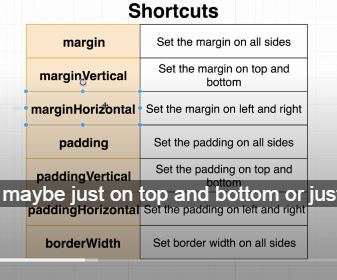 Shortcuts
margin Set the margin on all sides
marginVertical Set the margin on top and
bottom
marginHorizontal Set the margin on left and right
padding Set the padding on all sides
paddingVertical Set the padding on top and
bottom
maybe just on top and bottom or jus
paddingHorizontal Set the padding on left and right
borderWidth Set border width on all sides